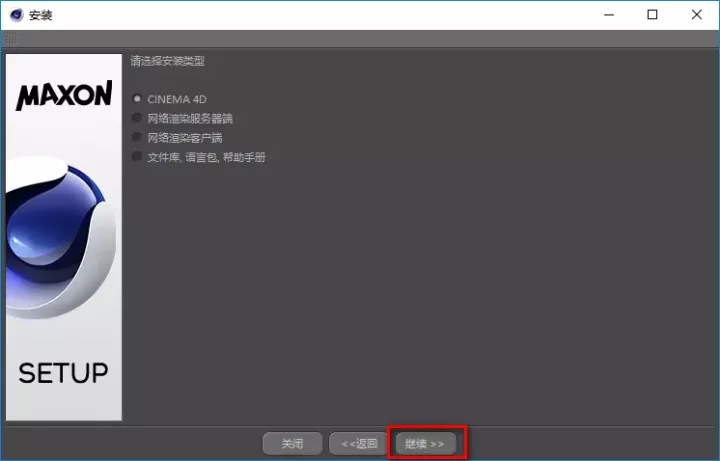 安装
请选择安装类型
MAXON
CINEMA 4D
网络渲染服务器端
网络渲染客户端
文件库, 语言包, 帮助手册
SETUP
关闭
<<返回
继续 >>